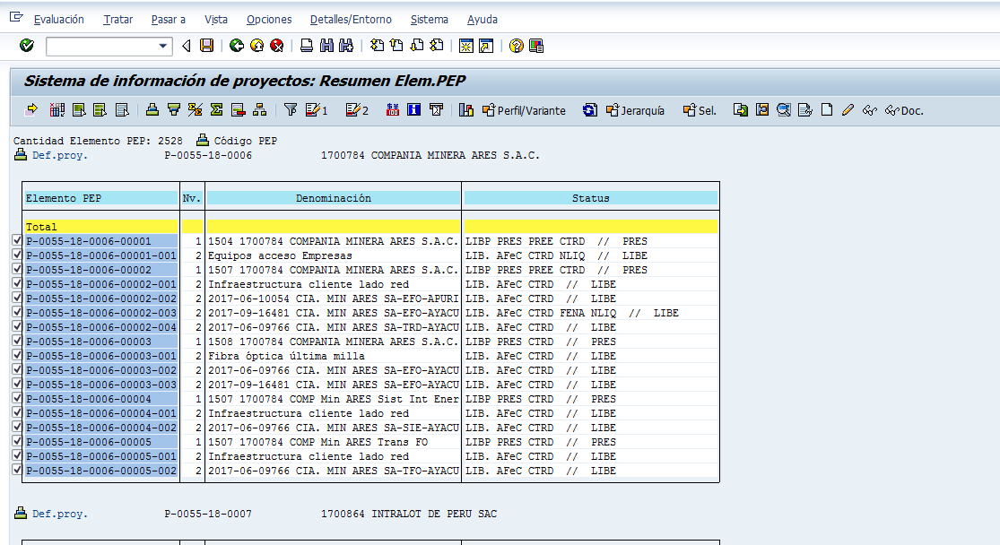 Evaluación Tratar Pasar a Vista Opciones Detalles/Entorno Sistema Ayuda
Sistema de información de proyectos: Resumen Elem.PEP
1 2 Perfil/Variante Jerarquía Sel. Doc.
Cantidad Elemento PEP: 2528 Código PEP
Def.proy. P-0055-18-0006 1700784 COMPANIA MINERA ARES S.A.C.
Elemento PEP Nv. Denominación Status
Total
P-0055-18-0006-00001 1 1504 1700784 COMPANIA MINERA ARES S.A.C. LIBP PRES PREE CTRD // PRES
P-0055-18-0006-00001-001 2 Equipos acceso Empresas LIB. AFeC CTRD NLIQ // LIBE
P-0055-18-0006-00002 1 1507 1700784 COMPANIA MINERA ARES S.A.C. LIBP PRES PREE CTRD // PRES
P-0055-18-0006-00002-001 2 Infraestructura cliente lado red LIB. AFeC CTRD // LIBE
P-0055-18-0006-00002-002 2 2017-06-10054 CIA. MIN ARES SA-EFO-APURI LIB. AFeC CTRD // LIBE
P-0055-18-0006-00002-003 2 2017-09-16481 CIA. MIN ARES SA-EFO-AYACU LIB. AFeC CTRD FENA NLIQ // LIBE
P-0055-18-0006-00002-004 2 2017-06-09766 CIA. MIN ARES SA-TRD-AYACU LIB. AFeC CTRD // LIBE
P-0055-18-0006-00003 1 1508 1700784 COMPANIA MINERA ARES S.A.C. LIBP PRES CTRD // PRES
P-0055-18-0006-00003-001 2 Fibra óptica última milla LIB. AFeC CTRD // LIBE
P-0055-18-0006-00003-002 2 2017-06-09766 CIA. MIN ARES SA-EFO-AYACU LIB. AFeC CTRD // LIBE
P-0055-18-0006-00003-003 2 2017-09-16481 CIA. MIN ARES SA-EFO-AYACU LIB. AFeC CTRD // LIBE
P-0055-18-0006-00004 1 1507 1700784 COMP Min ARES Sist Int Ener LIBP PRES CTRD // PRES
P-0055-18-0006-00004-001 2 Infraestructura cliente lado red LIB. AFeC CTRD // LIBE
P-0055-18-0006-00004-002 2 2017-06-09766 CIA. MIN ARES SA-SIE-AYACU LIB. AFeC CTRD // LIBE
P-0055-18-0006-00005 1 1507 1700784 COMP Min ARES Trans FO LIBP PRES CTRD // PRES
P-0055-18-0006-00005-001 2 Infraestructura cliente lado red LIB. AFeC CTRD // LIBE
P-0055-18-0006-00005-002 2 2017-06-09766 CIA. MIN ARES SA-TFO-AYACU LIB. AFeC CTRD // LIBE
Def.proy. P-0055-18-0007 1700864 INTRALOT DE PERU SAC